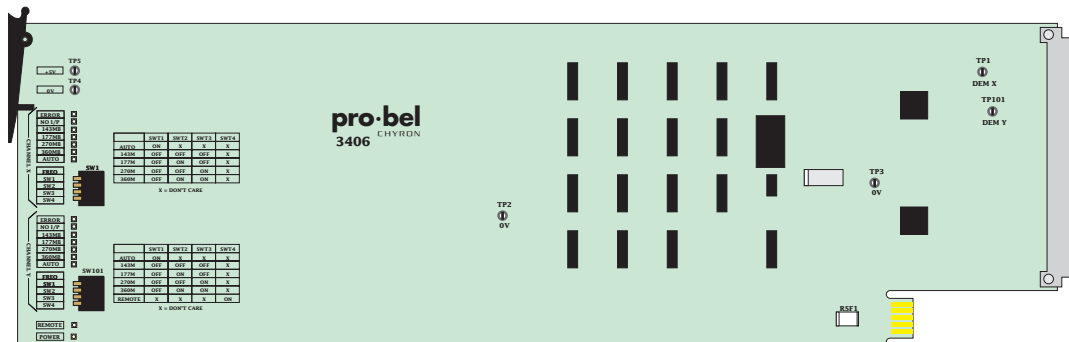 TP5
+5V
TP4
0V
CHANNEL X
ERROR
NO I/P
143MB
177MB
270MB
360MB
AUTO
FREQ
SW1
SW2
SW3
SW4
SW1
SWT1 SWT2 SWT3 SWT4
AUTO ON X X X
143M OFF OFF OFF X
177M OFF ON OFF X
270M OFF OFF ON X
360M OFF ON ON X
X = DON'T CARE
CHANNEL Y
ERROR
NO I/P
143MB
177MB
270MB
360MB
AUTO
FREQ
SW1
SW2
SW3
SW4
SW101
SWT1 SWT2 SWT3 SWT4
AUTO ON X X X
143M OFF OFF OFF X
177M OFF ON OFF X
270M OFF OFF ON X
360M OFF ON ON X
REMOTE X X X ON
X = DON'T CARE
REMOTE
POWER
pro•bel
CHYRON
3406
TP2
0V
TP3
0V
TP1
DEM X
TP101
DEM Y
RSF1